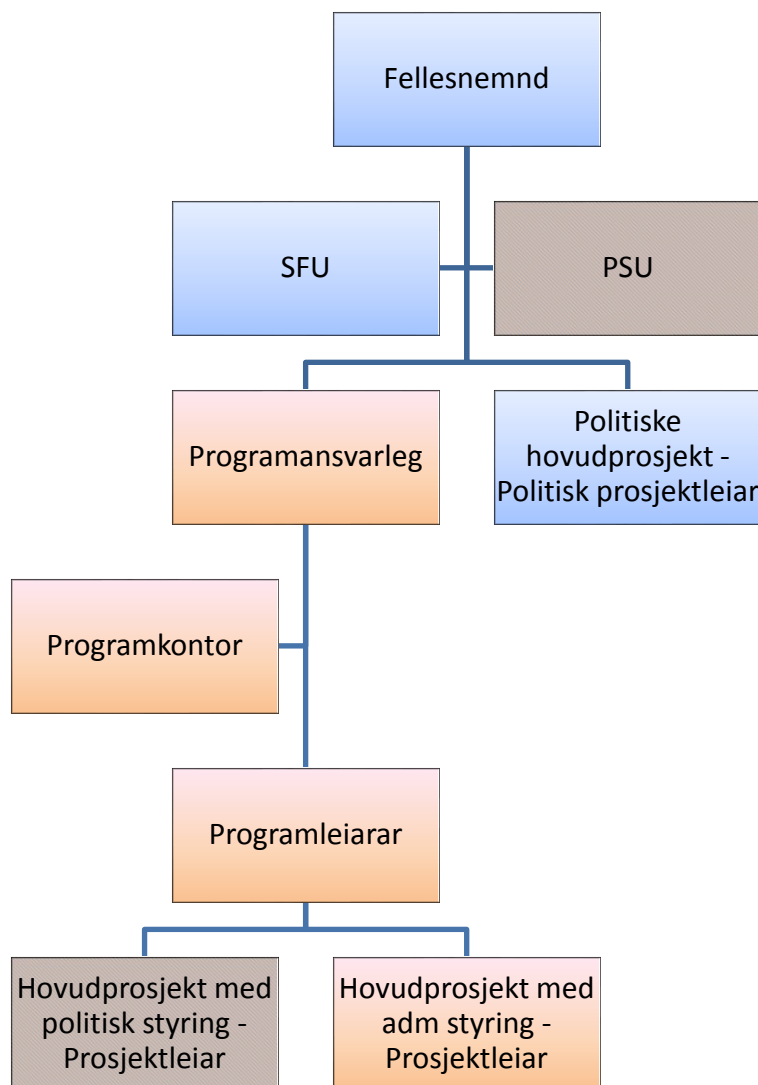 Fellesnemnd
SFU
PSU
Programansvarleg
Politiske
hovudprosjekt -
Politisk prosjektleiar
Programkontor
Programleiarar
Hovudprosjekt med
politisk styring -
Prosjektleiar
Hovudprosjekt med
adm styring -
Prosjektleiar